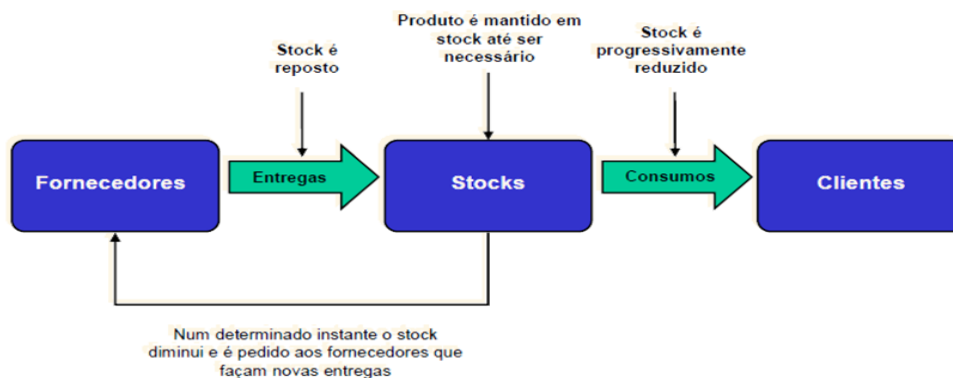 Stock é
reposto
Produto é mantido em
stock até ser
necessário
Stock é
progressivamente
reduzido
Fornecedores
Entregas
Stocks
Consumos
Clientes
Num determinado instante o stock
diminui e é pedido aos fornecedores que
façam novas entregas